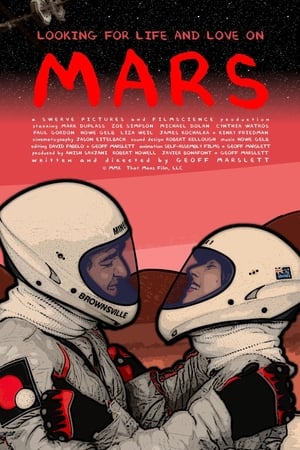 LOOKING FOR LIFE AND LOVE ON
MARS
a SWERVE PICTURES and FILMSCIENCE production
starring MARK DUPLASS ZOE SIMPSON MICHAEL DOLAN CYNTHIA WATROS
PAUL GORDON HOWE GELB LIZA WEIL JAMES KOCHALKA + KINKY FRIEDMAN
cinematography JASON EITELBACH sound design ROBERT KELLOUGH music HOWE GELB
editing DAVID FABELO + GEOFF MARSLETT animation SELF-ASSEMBLY FILMS + GEOFF MARSLETT
produced by ANISH SAVJANI ROBERT HOWELL JAVIER BONAFONT + GEOFF MARSLETT
written and directed by GEOFF MARSLETT
© MMX That Mars Film, LLC
BROWNSVILLE